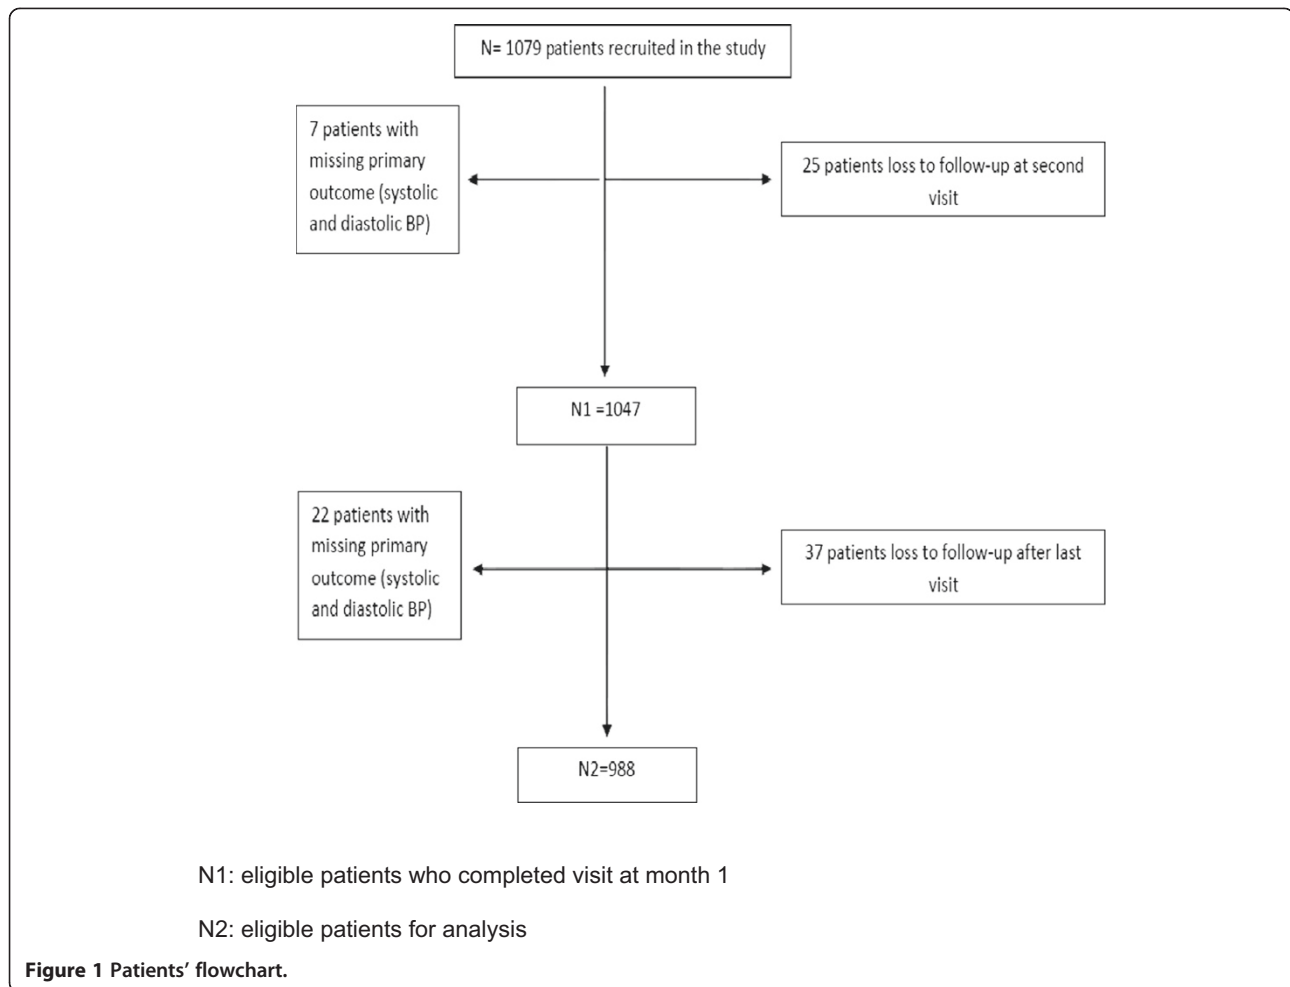 N= 1079 patients recruited in the study
7 patients with
missing primary
outcome (systolic
and diastolic BP)
25 patients loss to follow-up at second
visit
N1 =1047
22 patients with
missing primary
outcome (systolic
and diastolic BP)
37 patients loss to follow-up after last
visit
N2=988
N1: eligible patients who completed visit at month 1
N2: eligible patients for analysis
Figure 1 Patients’ flowchart.